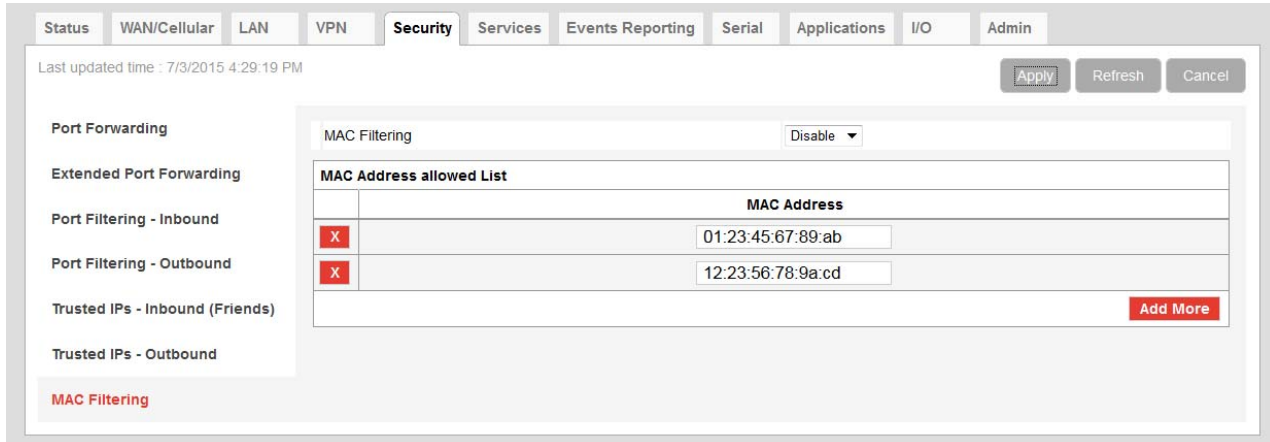 Status WAN/Cellular LAN VPN Security Services Events Reporting Serial Applications I/O Admin
Last updated time : 7/3/2015 4:29:19 PM
Apply Refresh Cancel
Port Forwarding
Extended Port Forwarding
Port Filtering - Inbound
Port Filtering - Outbound
Trusted IPs - Inbound (Friends)
Trusted IPs - Outbound
MAC Filtering
MAC Filtering Disable
MAC Address allowed List
MAC Address
X 01:23:45:67:89:ab
X 12:23:56:78:9a:cd
Add More